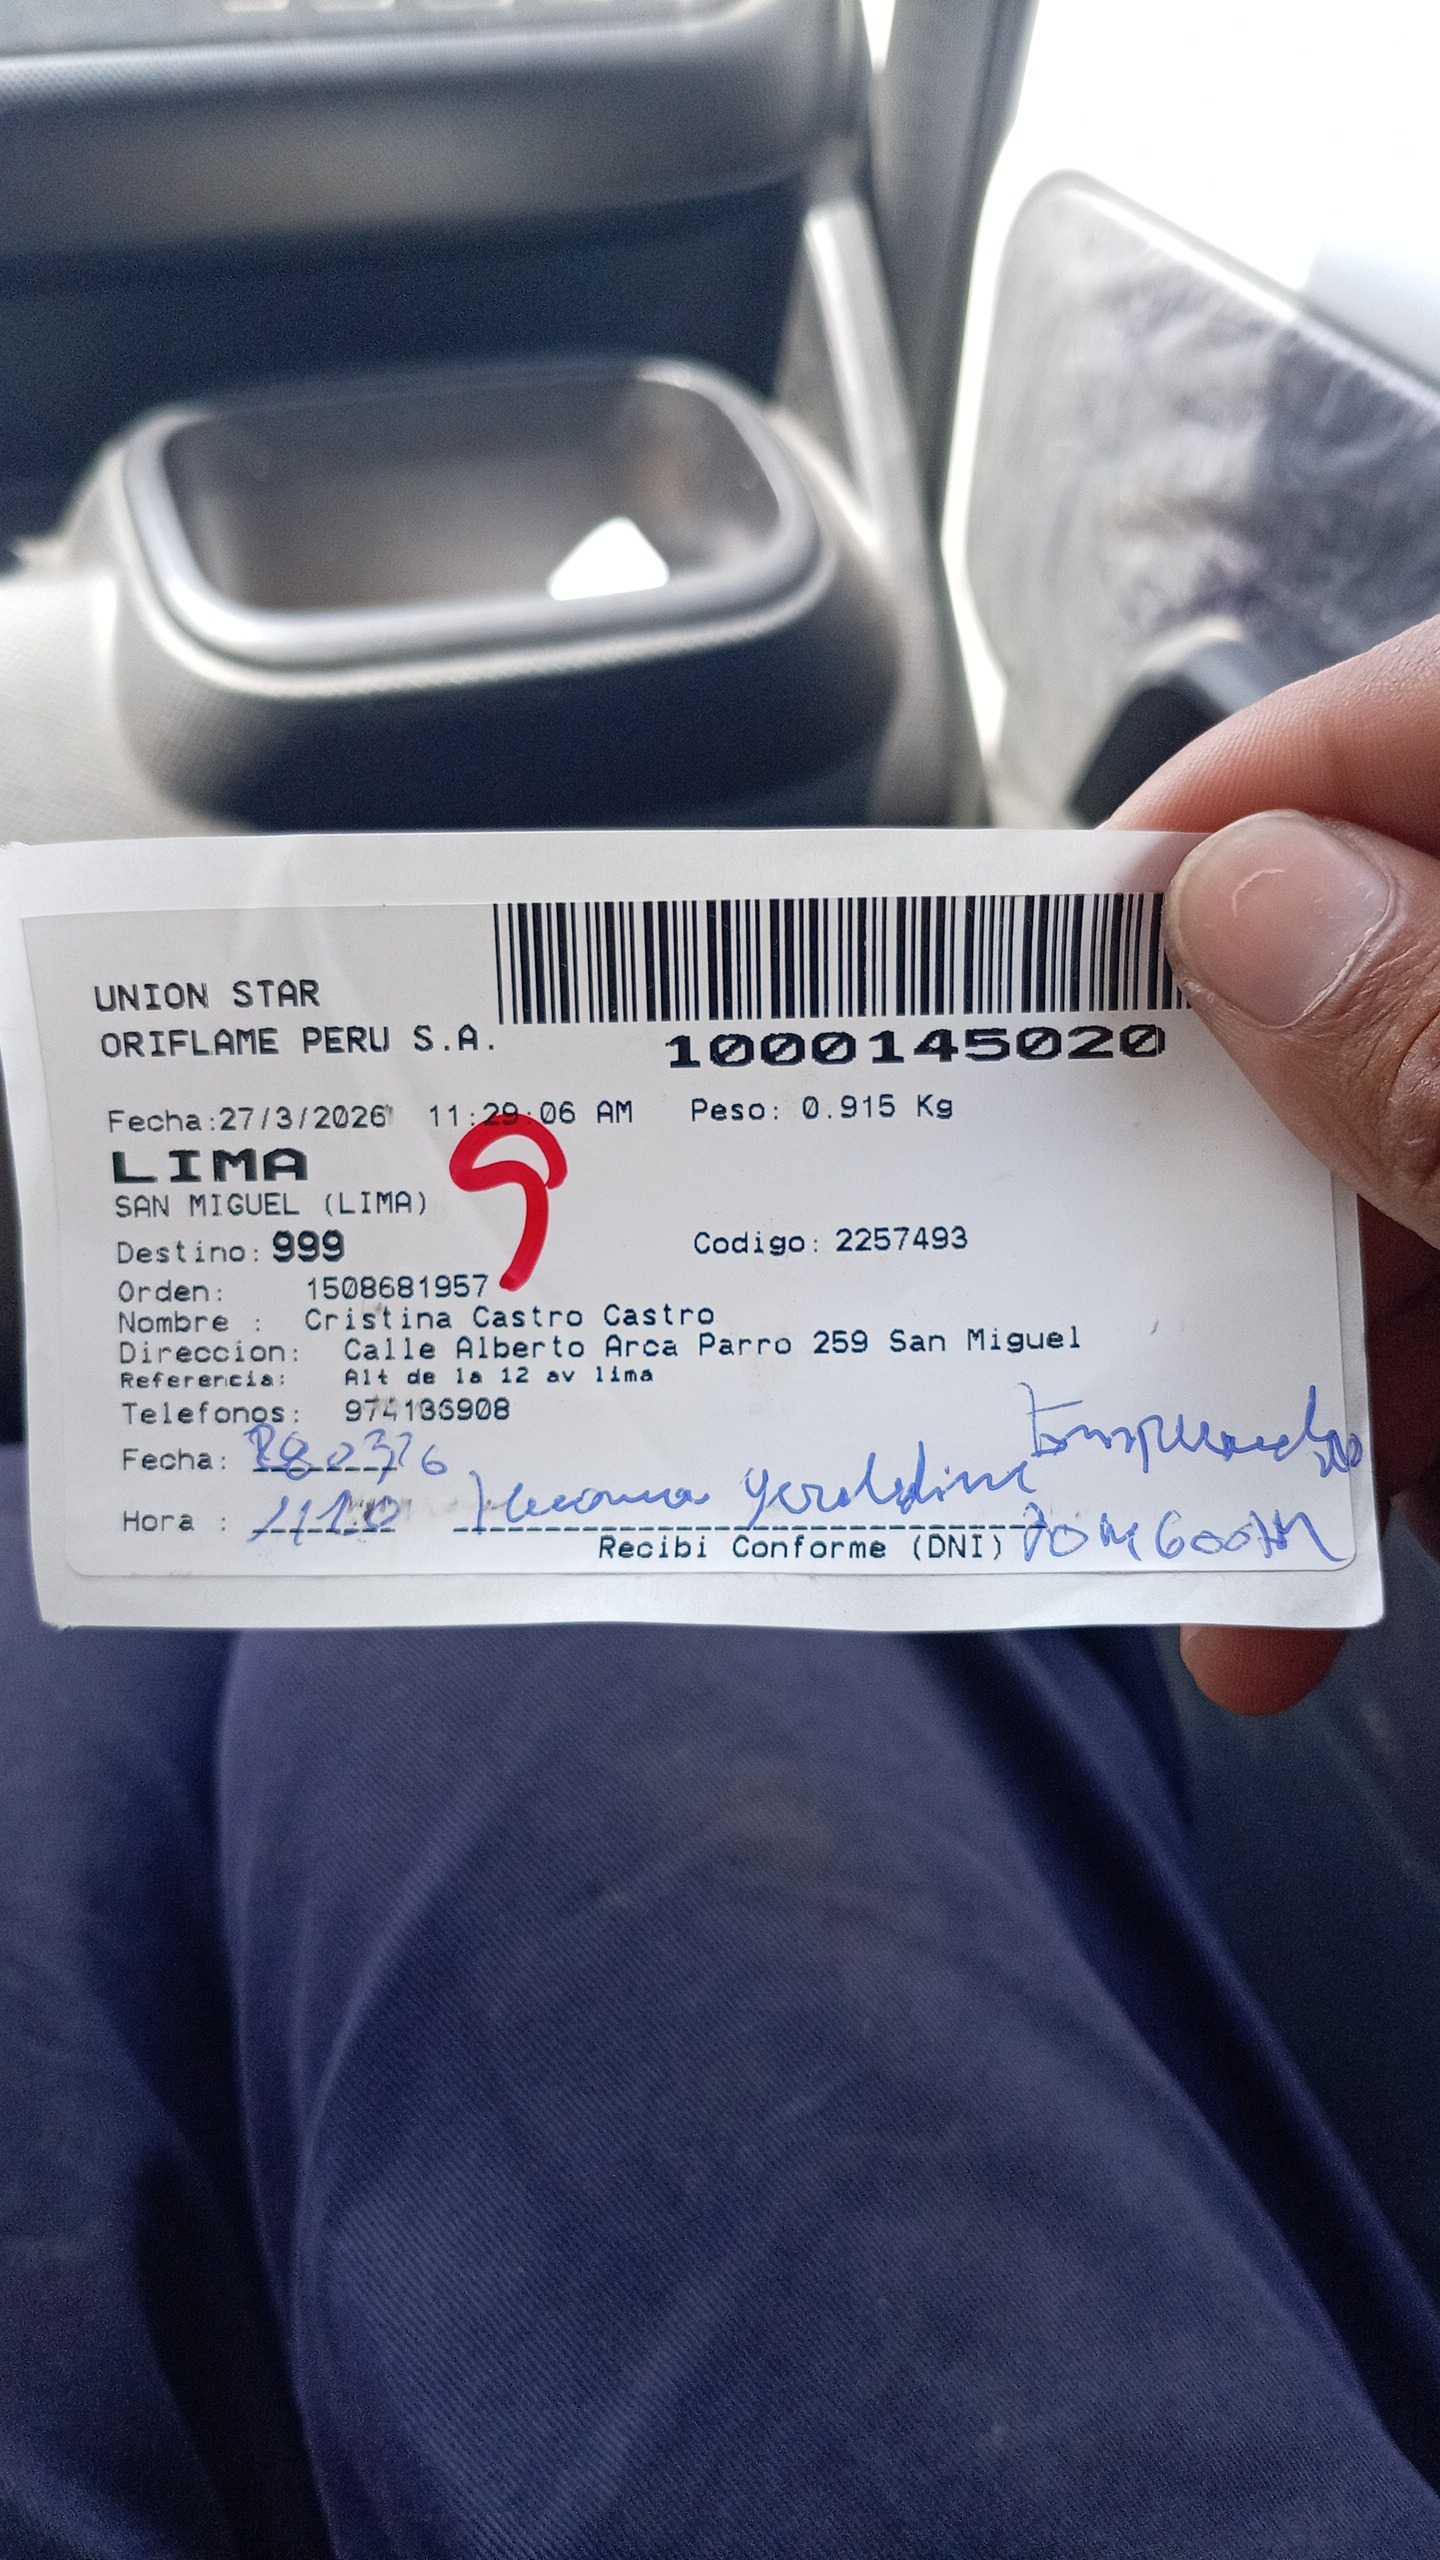 UNION STAR
ORIFLAME PERU S.A.
1000145020
Fecha:27/3/2026 11:29:06 AM Peso: 0.915 Kg
LIMA
9
SAN MIGUEL (LIMA)
Destino: 999 Codigo: 2257493
Orden: 1508681957
Nombre : Cristina Castro Castro
Direccion: Calle Alberto Arca Parro 259 San Miguel
Referencia: Alt de la 12 av lima
Telefonos: 974136908
Fecha:
Hora : Geraldine
Recibi Conforme (DNI)